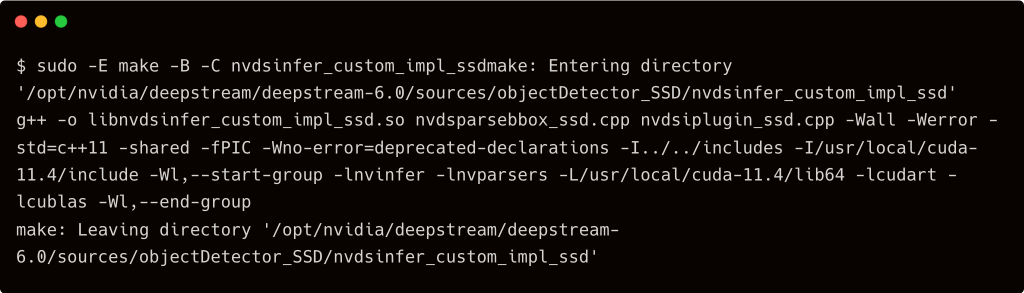 $ sudo -E make -B -C nvdsinfer_custom_impl_ssdmake: Entering directory
'/opt/nvidia/deepstream/deepstream-6.0/sources/objectDetector_SSD/nvdsinfer_custom_impl_ssd'
g++ -o libnvdsinfer_custom_impl_ssd.so nvdsparsebbox_ssd.cpp nvdsiplugin_ssd.cpp -Wall -Werror -
std=c++11 -shared -fPIC -Wno-error=deprecated-declarations -I../../includes -I/usr/local/cuda-
11.4/include -Wl,--start-group -lnvinfer -lnvparsers -L/usr/local/cuda-11.4/lib64 -lcudart -
lcublas -Wl,--end-group
make: Leaving directory '/opt/nvidia/deepstream/deepstream-
6.0/sources/objectDetector_SSD/nvdsinfer_custom_impl_ssd'